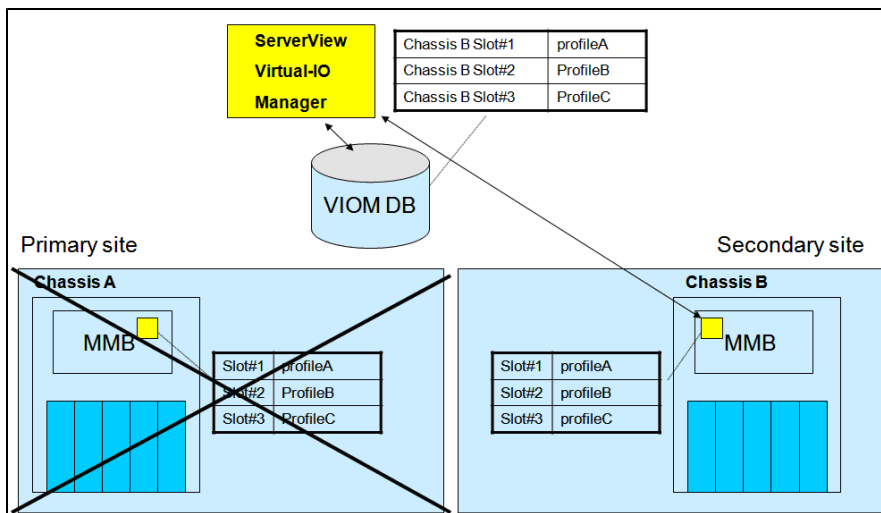 ServerView
Virtual-IO
Manager
Chassis B Slot#1 profileA
Chassis B Slot#2 ProfileB
Chassis B Slot#3 ProfileC
VIOM DB
Primary site
Secondary site
Chassis A
Chassis B
MMB
MMB
Slot#1 profileA
Slot#2 ProfileB
Slot#3 ProfileC
Slot#1 profileA
Slot#2 profileB
Slot#3 profileC